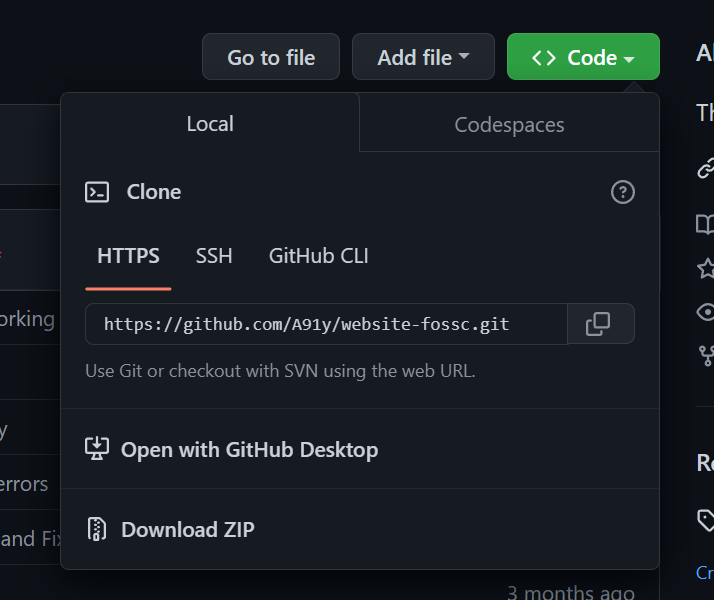 Go to file
Add file
Code
Local
Codespaces
Clone
HTTPS
SSH
GitHub CLI
https://github.com/A91y/website-fossc.git
Use Git or checkout with SVN using the web URL.
Open with GitHub Desktop
Download ZIP
orking
y
errors
and Fix
3 months ago
Th
Re
Cr